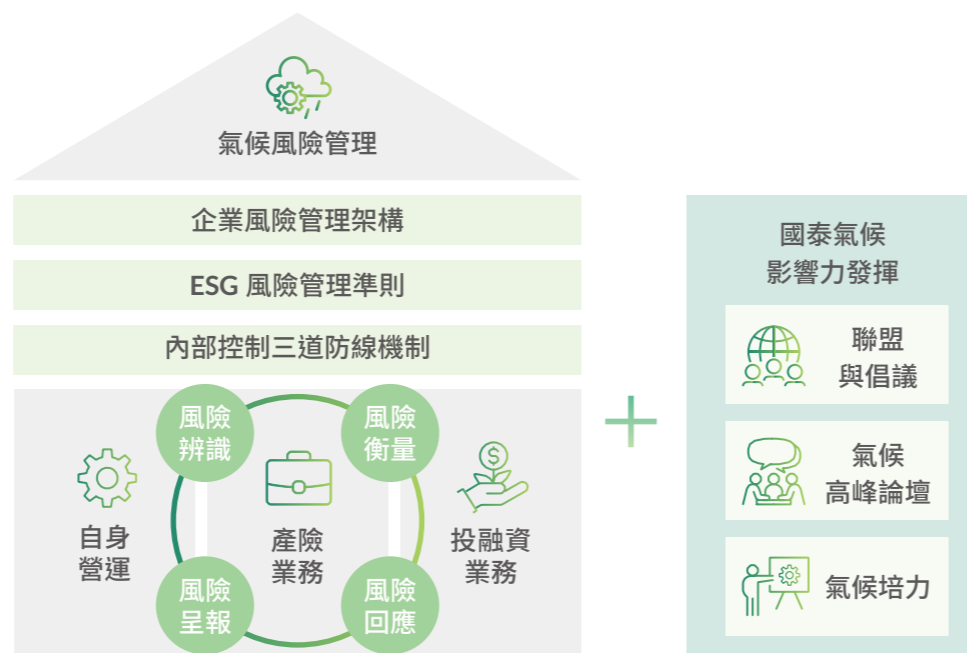 氣候風險管理
企業風險管理架構
ESG 風險管理準則
內部控制三道防線機制
風險
辨識
風險
衡量
自身
營運
產險
業務
投融資
業務
風險
呈報
風險
回應
+
國泰氣候
影響力發揮
聯盟
與倡議
氣候
高峰論壇
氣候培力
$